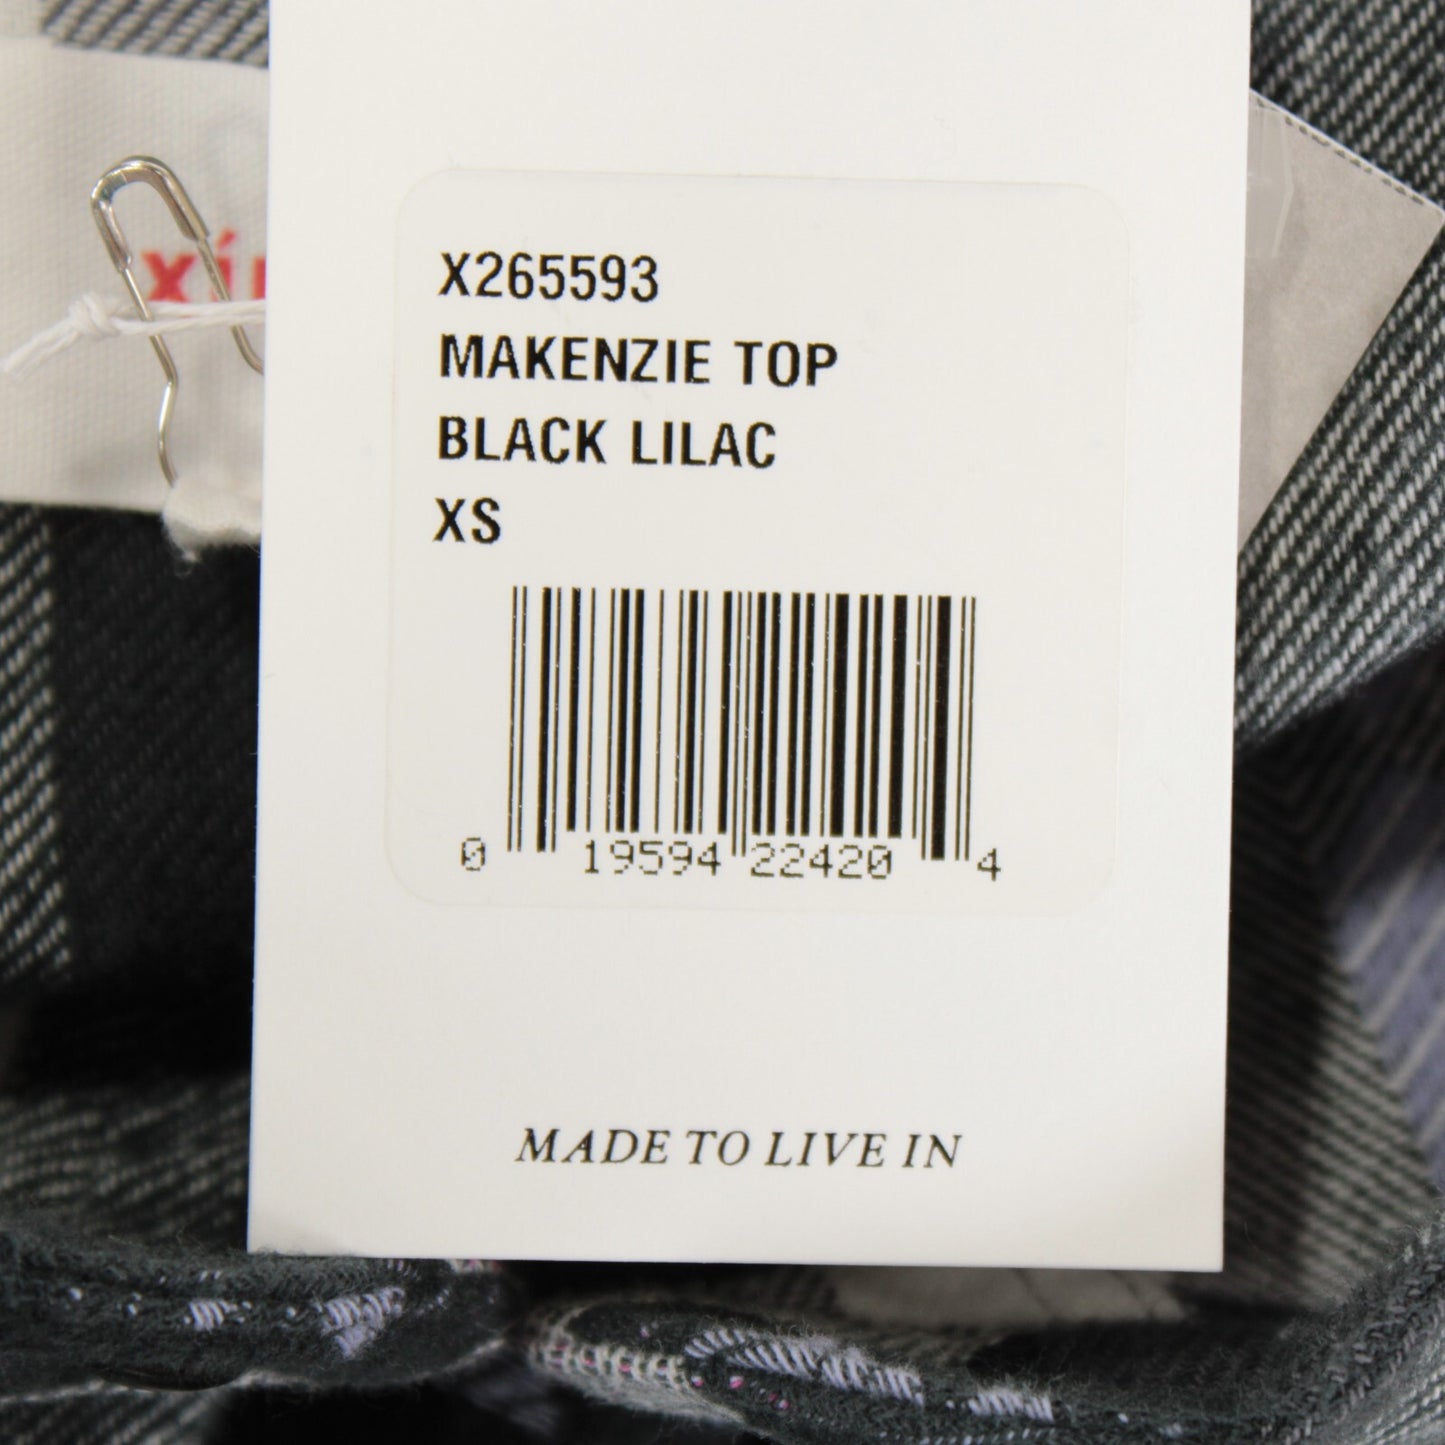 X265593
MAKENZIE TOP
BLACK LILAC
XS
0 19594 22420 4
MADE TO LIVE IN